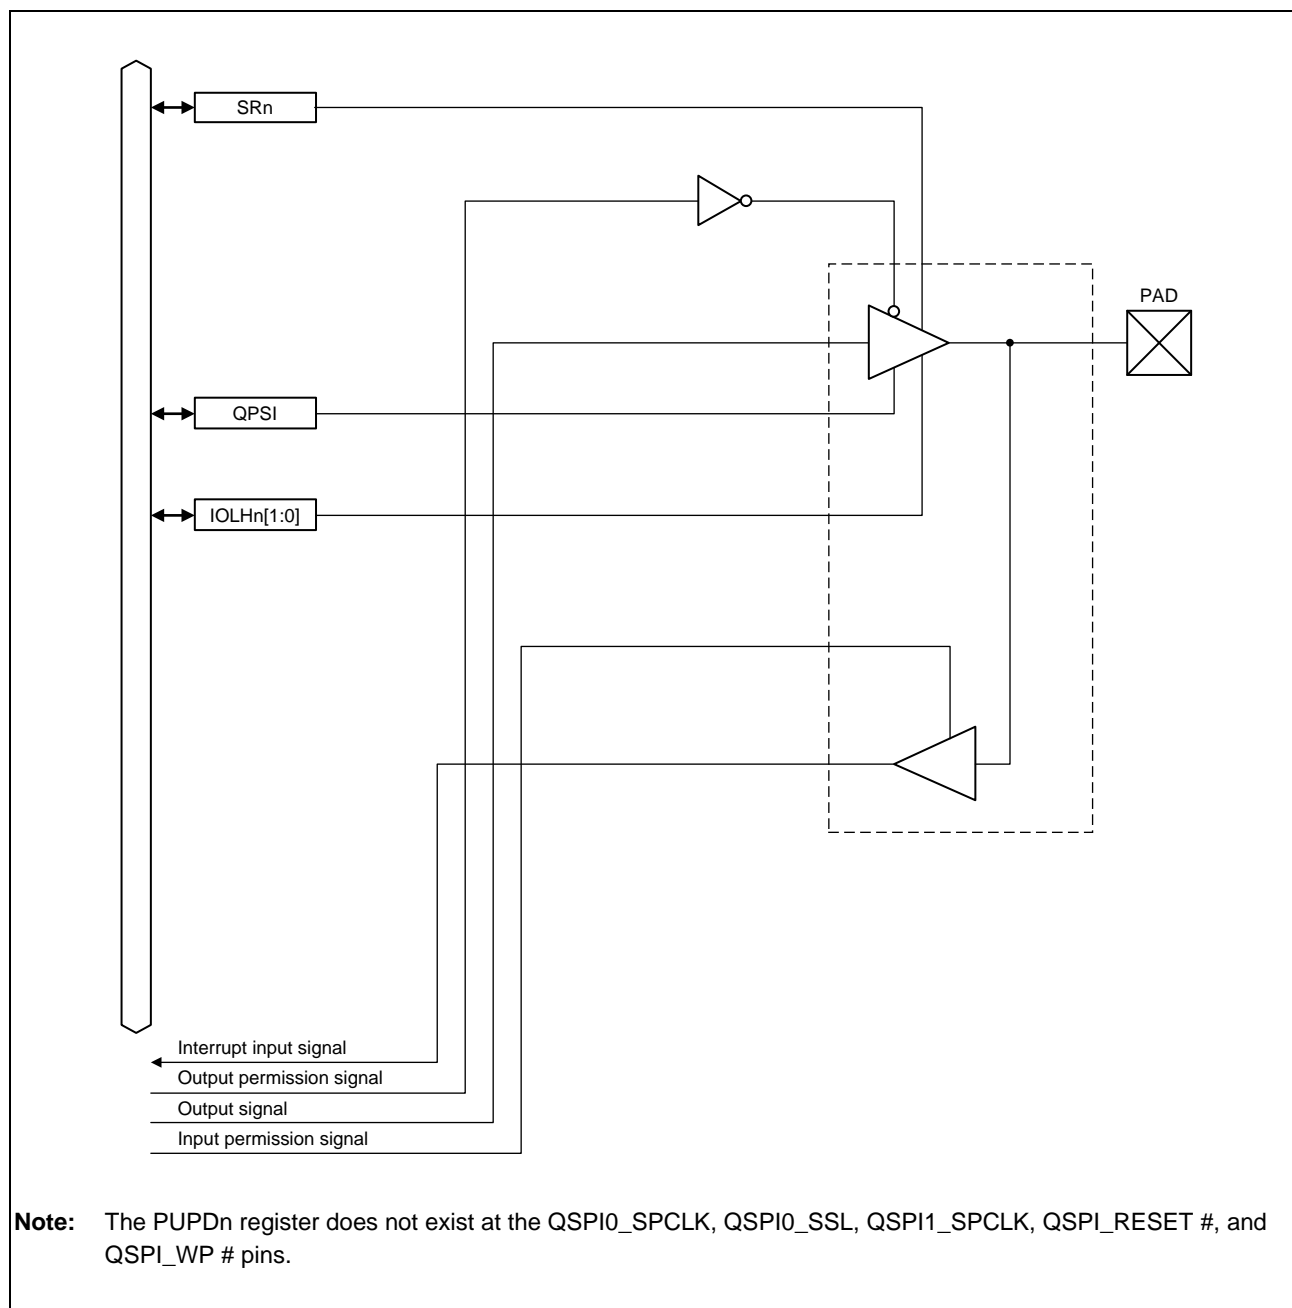 SRn
PAD
QPSI
IOLHn[1:0]
Interrupt input signal
Output permission signal
Output signal
Input permission signal
Note: The PUPDn register does not exist at the QSPI0_SPCLK, QSPI0_SSL, QSPI1_SPCLK, QSPI_RESET #, and
QSPI_WP # pins.